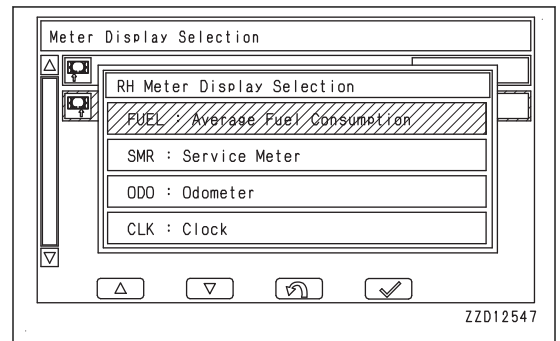 Meter Display Selection
RH Meter Display Selection
FUEL : Average Fuel Consumption
SMR : Service Meter
ODO : Odometer
CLK : Clock
ZZD12547